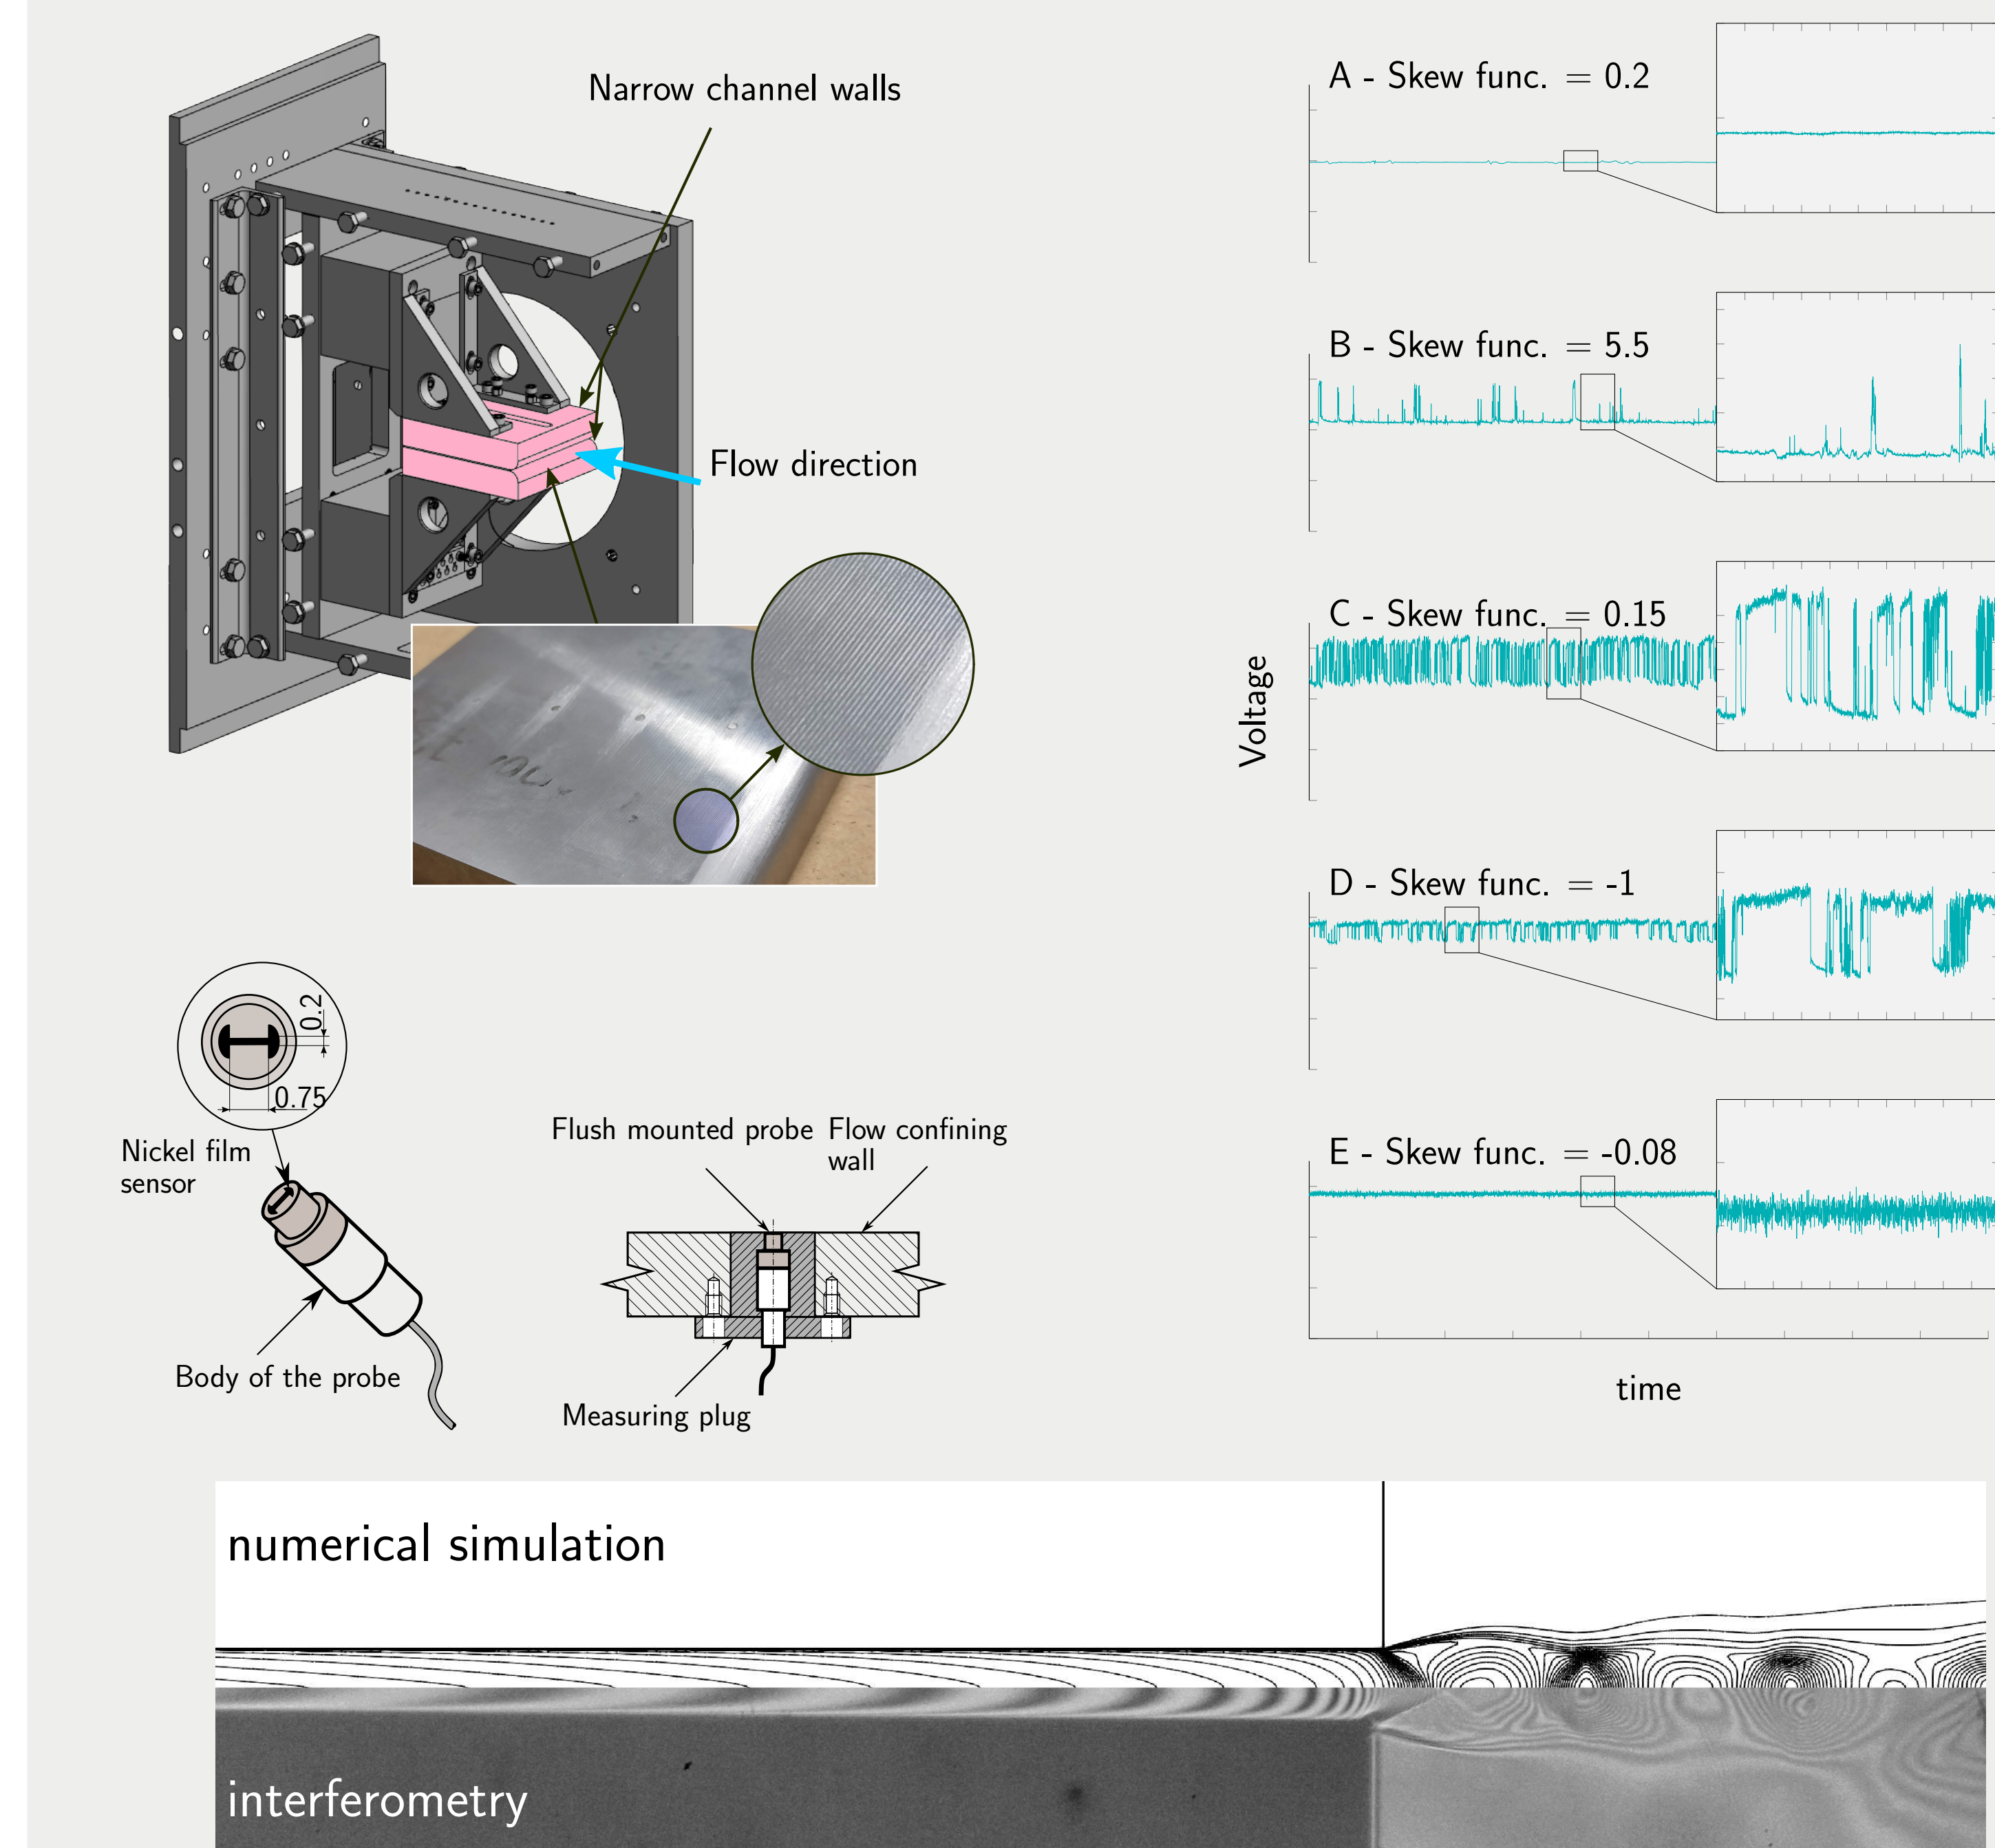 Narrow channel walls
Flow direction
0.2
0.75
Nickel film
sensor
Body of the probe
Flush mounted probe
Flow confining
wall
Measuring plug
A - Skew func. = 0.2
B - Skew func. = 5.5
C - Skew func. = 0.15
D - Skew func. = -1
E - Skew func. = -0.08
Voltage
time
numerical simulation
interferometry